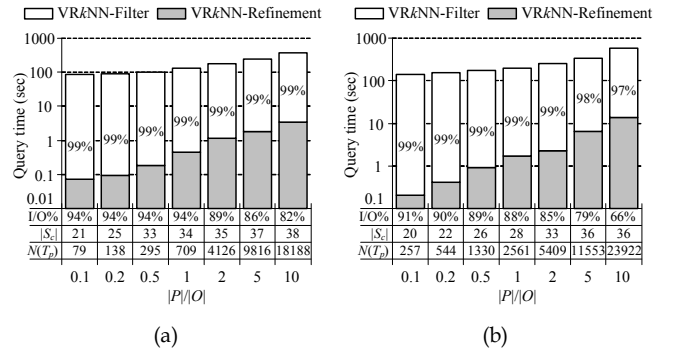 VRkNN-Filter VRkNN-Refinement
Query time (sec)
1000
100
10
1
0.1
0.01
99% 99% 99% 99% 99% 99% 99%
I/O% 94% 94% 94% 94% 89% 86% 82%
|Sc| 21 25 33 34 35 37 38
N(Tp) 79 138 295 709 4126 9816 18188
0.1 0.2 0.5 1 2 5 10
|P|/|O|
(a)
VRkNN-Filter VRkNN-Refinement
Query time (sec)
1000
100
10
1
0.1
99% 99% 99% 99% 99% 98% 97%
I/O% 91% 90% 89% 88% 85% 79% 66%
|Sc| 20 22 26 28 33 36 36
N(Tp) 257 544 1330 2561 5409 11553 23922
0.1 0.2 0.5 1 2 5 10
|P|/|O|
(b)